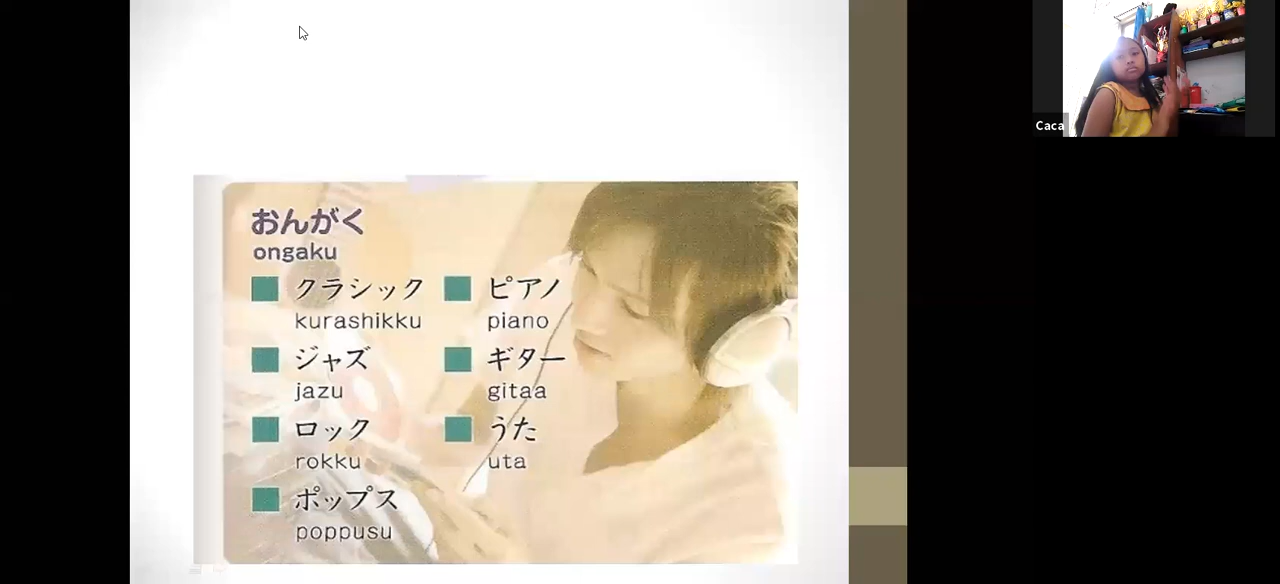 おんがく
ongaku
クラシック
kurashikku
ジャズ
jazu
ロック
rokku
ポップス
poppusu
ピアノ
piano
ギター
gitaa
うた
uta
Caca